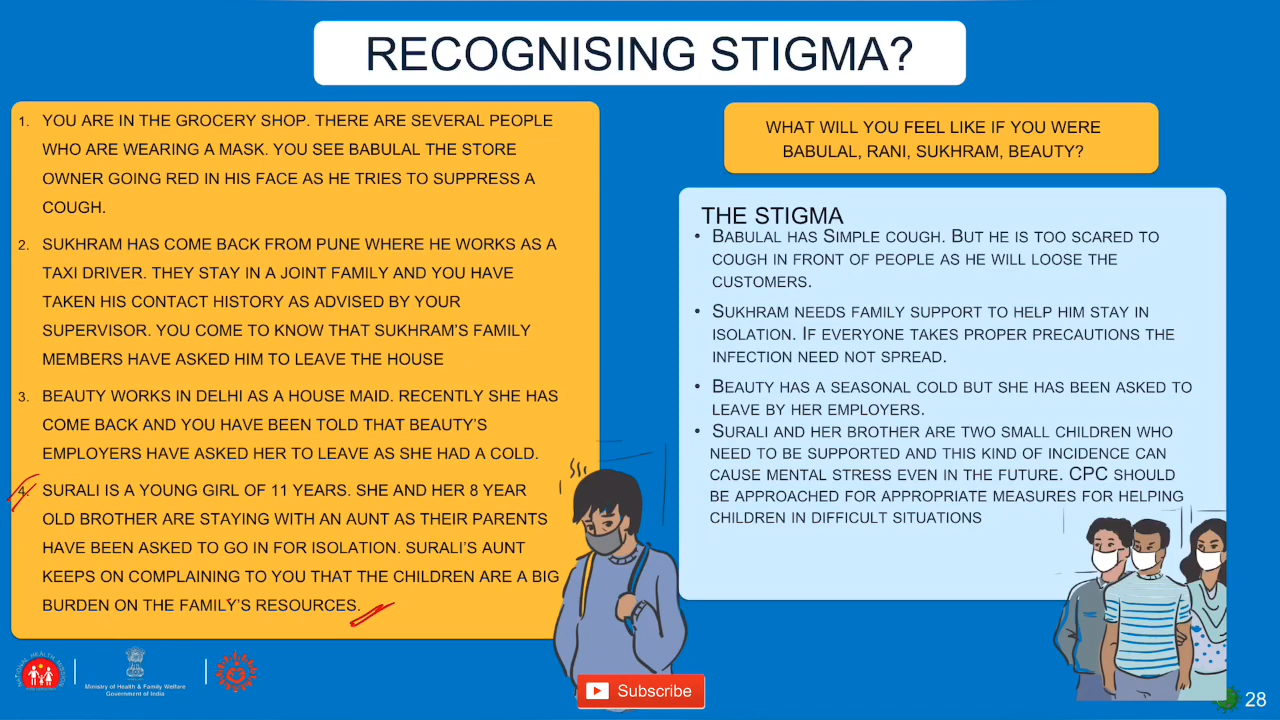 RECOGNISING STIGMA?
1. YOU ARE IN THE GROCERY SHOP. THERE ARE SEVERAL PEOPLE
WHO ARE WEARING A MASK. YOU SEE BABULAL THE STORE
OWNER GOING RED IN HIS FACE AS HE TRIES TO SUPPRESS A
COUGH.
2. SUKHRAM HAS COME BACK FROM PUNE WHERE HE WORKS AS A
TAXI DRIVER. THEY STAY IN A JOINT FAMILY AND YOU HAVE
TAKEN HIS CONTACT HISTORY AS ADVISED BY YOUR
SUPERVISOR. YOU COME TO KNOW THAT SUKHRAM'S FAMILY
MEMBERS HAVE ASKED HIM TO LEAVE THE HOUSE
3. BEAUTY WORKS IN DELHI AS A HOUSE MAID. RECENTLY SHE HAS
COME BACK AND YOU HAVE BEEN TOLD THAT BEAUTY'S
EMPLOYERS HAVE ASKED HER TO LEAVE AS SHE HAD A COLD.
4. SURALI IS A YOUNG GIRL OF 11 YEARS. SHE AND HER 8 YEAR
OLD BROTHER ARE STAYING WITH AN AUNT AS THEIR PARENTS
HAVE BEEN ASKED TO GO IN FOR ISOLATION. SURALI'S AUNT
KEEPS ON COMPLAINING TO YOU THAT THE CHILDREN ARE A BIG
BURDEN ON THE FAMILY'S RESOURCES.
WHAT WILL YOU FEEL LIKE IF YOU WERE
BABULAL, RANI, SUKHRAM, BEAUTY?
THE STIGMA
• BABULAL HAS SIMPLE COUGH. BUT HE IS TOO SCARED TO
COUGH IN FRONT OF PEOPLE AS HE WILL LOOSE THE
CUSTOMERS.
• SUKHRAM NEEDS FAMILY SUPPORT TO HELP HIM STAY IN
ISOLATION. IF EVERYONE TAKES PROPER PRECAUTIONS THE
INFECTION NEED NOT SPREAD.
• BEAUTY HAS A SEASONAL COLD BUT SHE HAS BEEN ASKED TO
LEAVE BY HER EMPLOYERS.
• SURALI AND HER BROTHER ARE TWO SMALL CHILDREN WHO
NEED TO BE SUPPORTED AND THIS KIND OF INCIDENCE CAN
CAUSE MENTAL STRESS EVEN IN THE FUTURE. CPC SHOULD
BE APPROACHED FOR APPROPRIATE MEASURES FOR HELPING
CHILDREN IN DIFFICULT SITUATIONS
NATIONAL HEALTH MISSION
Ministry of Health & Family Welfare
Government of India
Subscribe
28